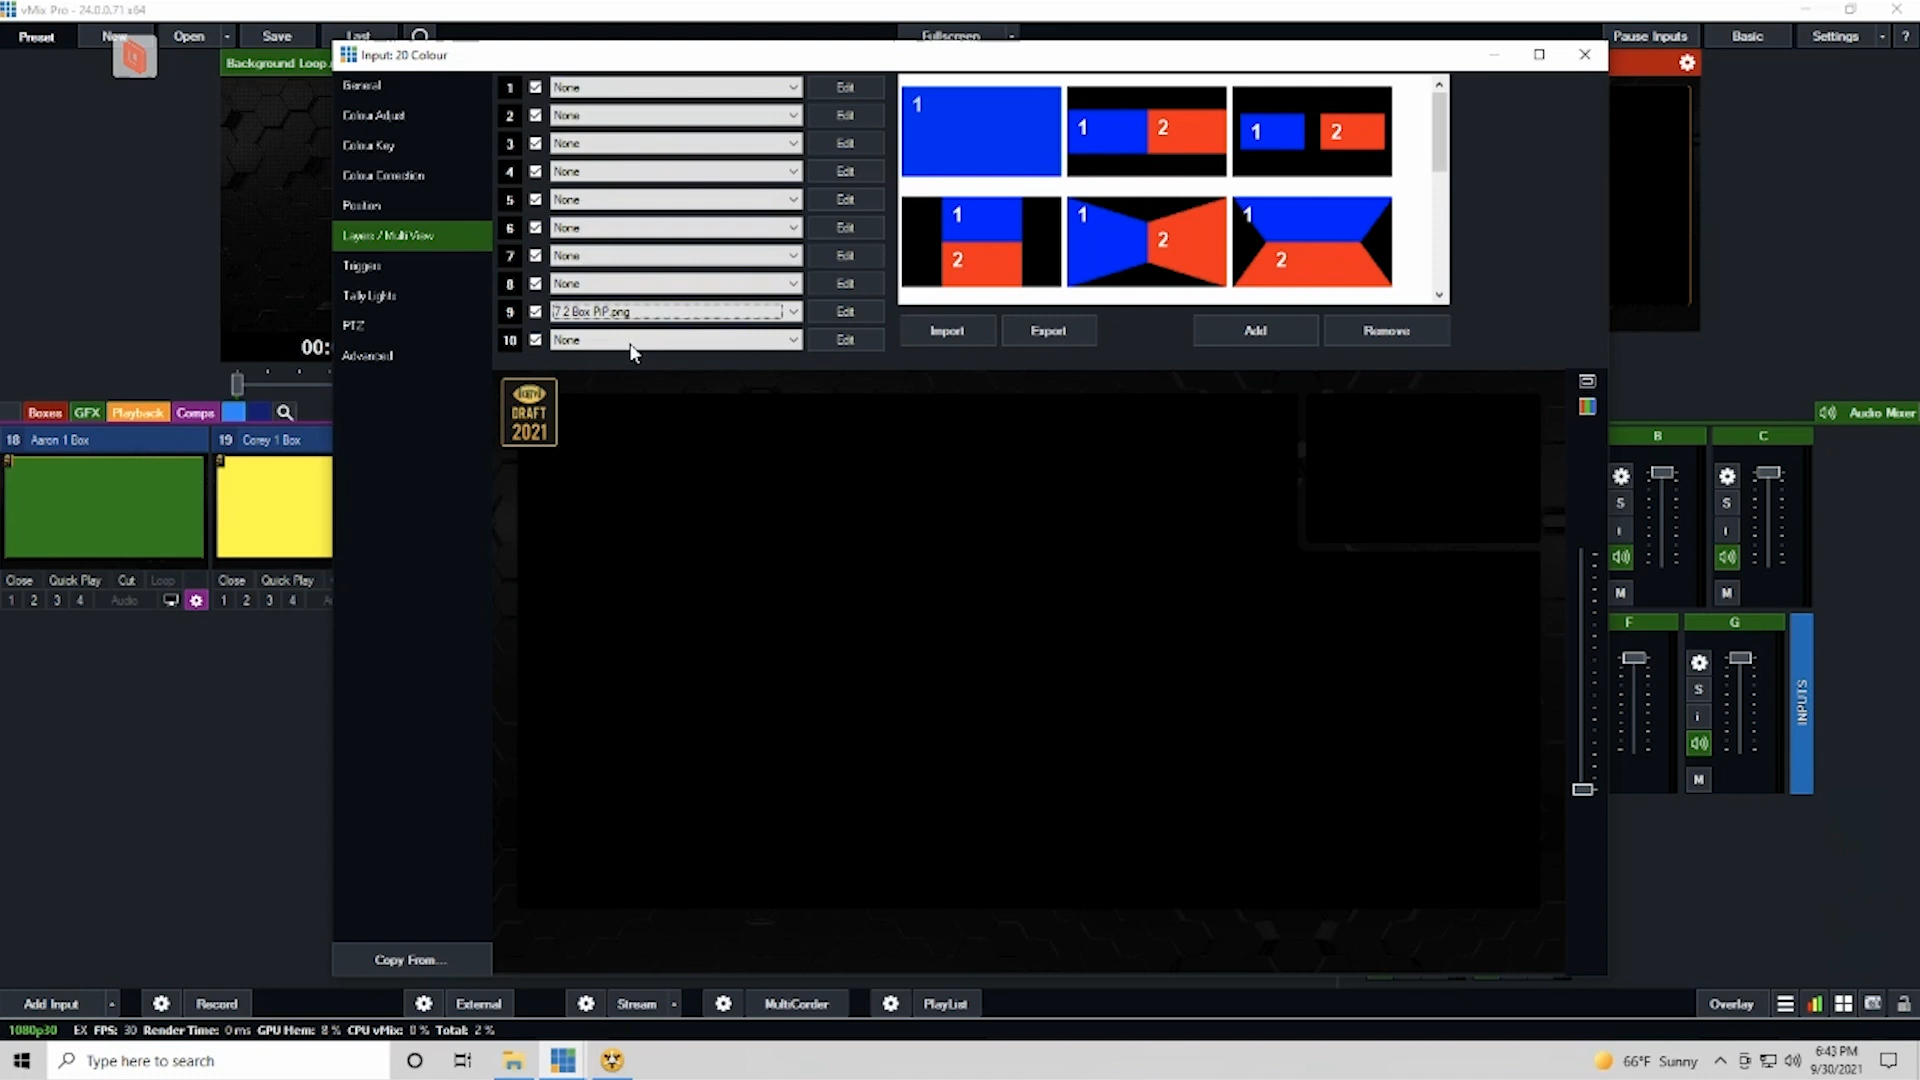 vMix Pro - 24.0.0.71 x64
Preset New Open Save Last Fullscreen Pause Inputs Basic Settings ?
Background Loop.
Input: 20 Colour
General
Colour Adjust
Colour Key
Colour Correction
Position
Layers / Multi View
Triggers
Tally Lights
PTZ
Advanced
Copy From...
1 None Edit
2 None Edit
3 None Edit
4 None Edit
5 None Edit
6 None Edit
7 None Edit
8 None Edit
9 7 2 Box PiP.png Edit
10 None Edit
1 1 2 1 2
1 2 1 2 1 2
Import Export Add Remove
00:
DRAFT
2021
Boxes GFX Playback Comps
18 Aaron 1 Box 19 Corey 1 Box
Close Quick Play Cut Loop Close Quick Play
1 2 3 4 Audio 1 2 3 4
Audio Mixer
B C
S S
I I
M M
F G
S
i
M
INPUTS
Add Input Record External Stream MultiCorder PlayList Overlay
1080p30 EX FPS: 30 Render Time: 0 ms GPU Mem: 8 % CPU vMix: 0 % Total: 2 %
Type here to search
66°F Sunny
6:43 PM
9/30/2021